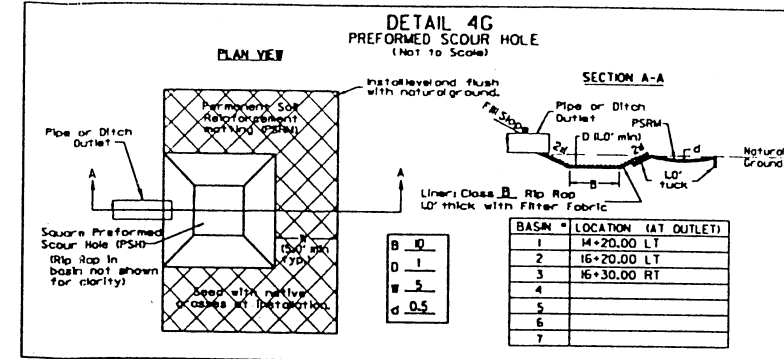 DETAIL 4G
PREFORMED SCOUR HOLE
(Not to Scale)
PLAN VIEW
Install level and flush
with natural ground.
Permanent Soil
Reinforcement
matting (PSRM)
Pipe or Ditch
Outlet
A
A
Square Preformed
Scour Hole (PSH)
(Rip Rap in
basin not shown
for clarity)
W
(5.0' min
typ.)
Seed with native
grasses at installation.
B 10
D 1
W 5
d 0.5
SECTION A-A
Pipe or Ditch
Outlet
Fill Slope
D (1.0' min)
PSRM
d
Natural
Ground
B
1.0'
tuck
Liner: Class B Rip Rap
1.0' thick with Filter Fabric
BASIN # LOCATION (AT OUTLET)
1 14+20.00 LT
2 16+20.00 LT
3 16+30.00 RT
4
5
6
7